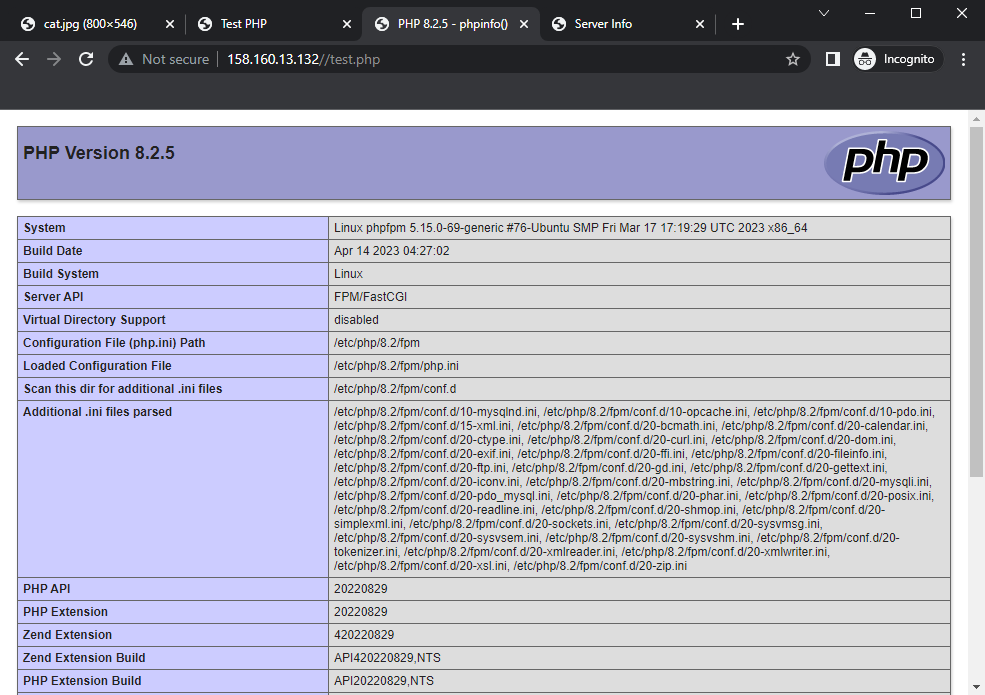 cat.jpg (800×546)
Test PHP
PHP 8.2.5 - phpinfo()
Server Info
Not secure
158.160.13.132//test.php
Incognito
PHP Version 8.2.5
php
System Linux phpfpm 5.15.0-69-generic #76-Ubuntu SMP Fri Mar 17 17:19:29 UTC 2023 x86_64
Build Date Apr 14 2023 04:27:02
Build System Linux
Server API FPM/FastCGI
Virtual Directory Support disabled
Configuration File (php.ini) Path /etc/php/8.2/fpm
Loaded Configuration File /etc/php/8.2/fpm/php.ini
Scan this dir for additional .ini files /etc/php/8.2/fpm/conf.d
Additional .ini files parsed /etc/php/8.2/fpm/conf.d/10-mysqlnd.ini, /etc/php/8.2/fpm/conf.d/10-opcache.ini, /etc/php/8.2/fpm/conf.d/10-pdo.ini,
/etc/php/8.2/fpm/conf.d/15-xml.ini, /etc/php/8.2/fpm/conf.d/20-bcmath.ini, /etc/php/8.2/fpm/conf.d/20-calendar.ini,
/etc/php/8.2/fpm/conf.d/20-ctype.ini, /etc/php/8.2/fpm/conf.d/20-curl.ini, /etc/php/8.2/fpm/conf.d/20-dom.ini,
/etc/php/8.2/fpm/conf.d/20-exif.ini, /etc/php/8.2/fpm/conf.d/20-ffi.ini, /etc/php/8.2/fpm/conf.d/20-fileinfo.ini,
/etc/php/8.2/fpm/conf.d/20-ftp.ini, /etc/php/8.2/fpm/conf.d/20-gd.ini, /etc/php/8.2/fpm/conf.d/20-gettext.ini,
/etc/php/8.2/fpm/conf.d/20-iconv.ini, /etc/php/8.2/fpm/conf.d/20-mbstring.ini, /etc/php/8.2/fpm/conf.d/20-mysqli.ini,
/etc/php/8.2/fpm/conf.d/20-pdo_mysql.ini, /etc/php/8.2/fpm/conf.d/20-phar.ini, /etc/php/8.2/fpm/conf.d/20-posix.ini,
/etc/php/8.2/fpm/conf.d/20-readline.ini, /etc/php/8.2/fpm/conf.d/20-shmop.ini, /etc/php/8.2/fpm/conf.d/20-
simplexml.ini, /etc/php/8.2/fpm/conf.d/20-sockets.ini, /etc/php/8.2/fpm/conf.d/20-sysvmsg.ini,
/etc/php/8.2/fpm/conf.d/20-sysvsem.ini, /etc/php/8.2/fpm/conf.d/20-sysvshm.ini, /etc/php/8.2/fpm/conf.d/20-
tokenizer.ini, /etc/php/8.2/fpm/conf.d/20-xmlreader.ini, /etc/php/8.2/fpm/conf.d/20-xmlwriter.ini,
/etc/php/8.2/fpm/conf.d/20-xsl.ini, /etc/php/8.2/fpm/conf.d/20-zip.ini
PHP API 20220829
PHP Extension 20220829
Zend Extension 420220829
Zend Extension Build API420220829,NTS
PHP Extension Build API20220829,NTS